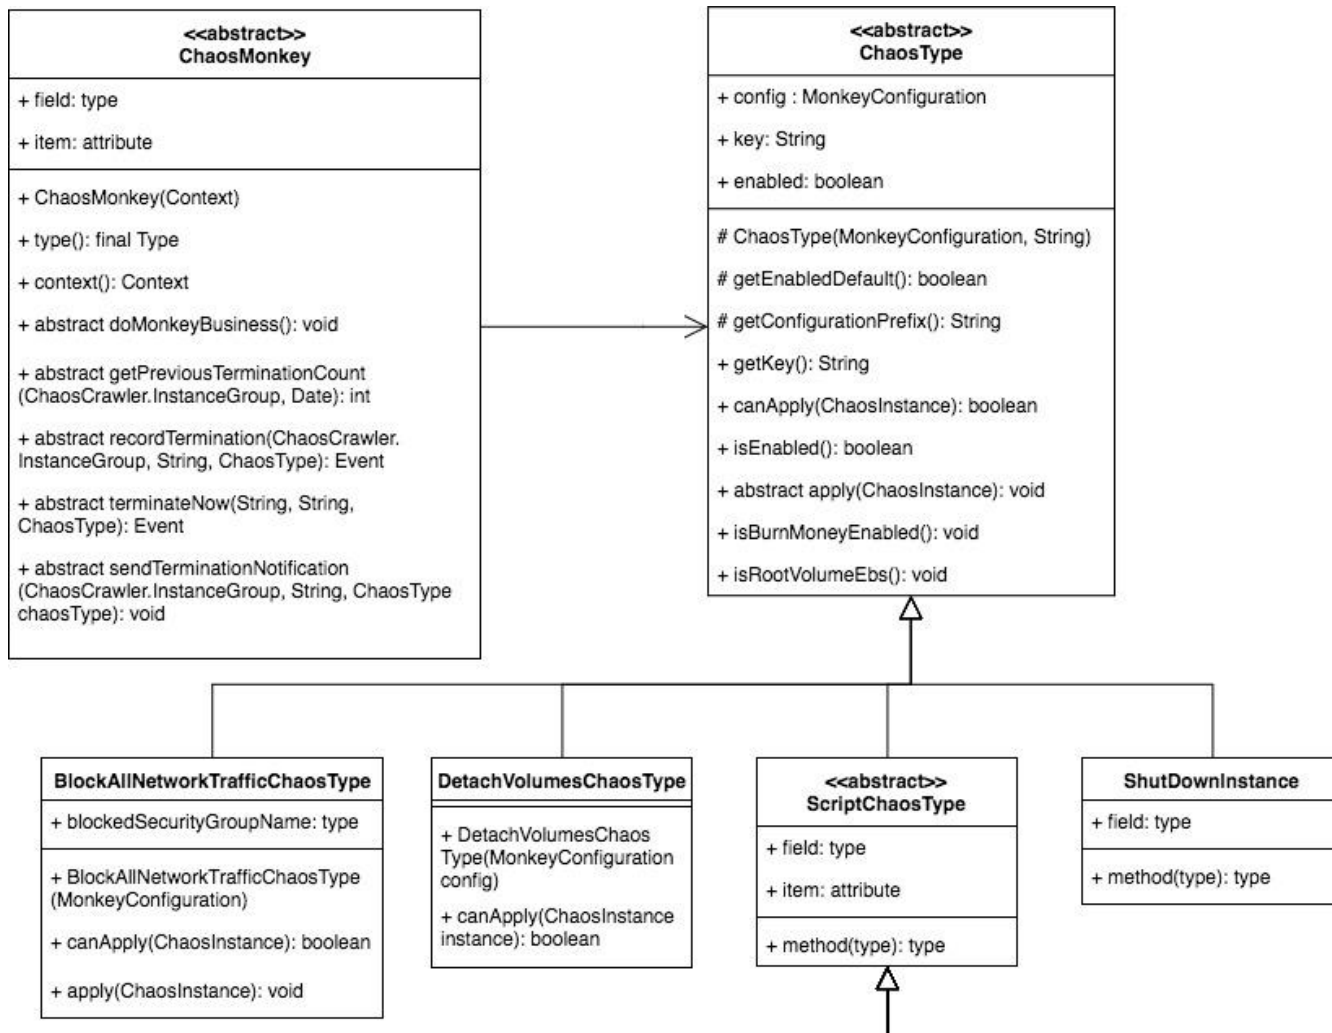 <<abstract>>
ChaosMonkey
+ field: type
+ item: attribute
+ ChaosMonkey(Context)
+ type(): final Type
+ context(): Context
+ abstract doMonkeyBusiness(): void
+ abstract getPreviousTerminationCount
(ChaosCrawler.InstanceGroup, Date): int
+ abstract recordTermination(ChaosCrawler.
InstanceGroup, String, ChaosType): Event
+ abstract terminateNow(String, String,
ChaosType): Event
+ abstract sendTerminationNotification
(ChaosCrawler.InstanceGroup, String, ChaosType
chaosType): void
<<abstract>>
ChaosType
+ config : MonkeyConfiguration
+ key: String
+ enabled: boolean
# ChaosType(MonkeyConfiguration, String)
# getEnabledDefault(): boolean
# getConfigurationPrefix(): String
+ getKey(): String
+ canApply(ChaosInstance): boolean
+ isEnabled(): boolean
+ abstract apply(ChaosInstance): void
+ isBurnMoneyEnabled(): void
+ isRootVolumeEbs(): void
BlockAllNetworkTrafficChaosType
+ blockedSecurityGroupName: type
+ BlockAllNetworkTrafficChaosType
(MonkeyConfiguration)
+ canApply(ChaosInstance): boolean
+ apply(ChaosInstance): void
DetachVolumesChaosType
+ DetachVolumesChaos
Type(MonkeyConfiguration
config)
+ canApply(ChaosInstance
instance): boolean
<<abstract>>
ScriptChaosType
+ field: type
+ item: attribute
+ method(type): type
ShutDownInstance
+ field: type
+ method(type): type